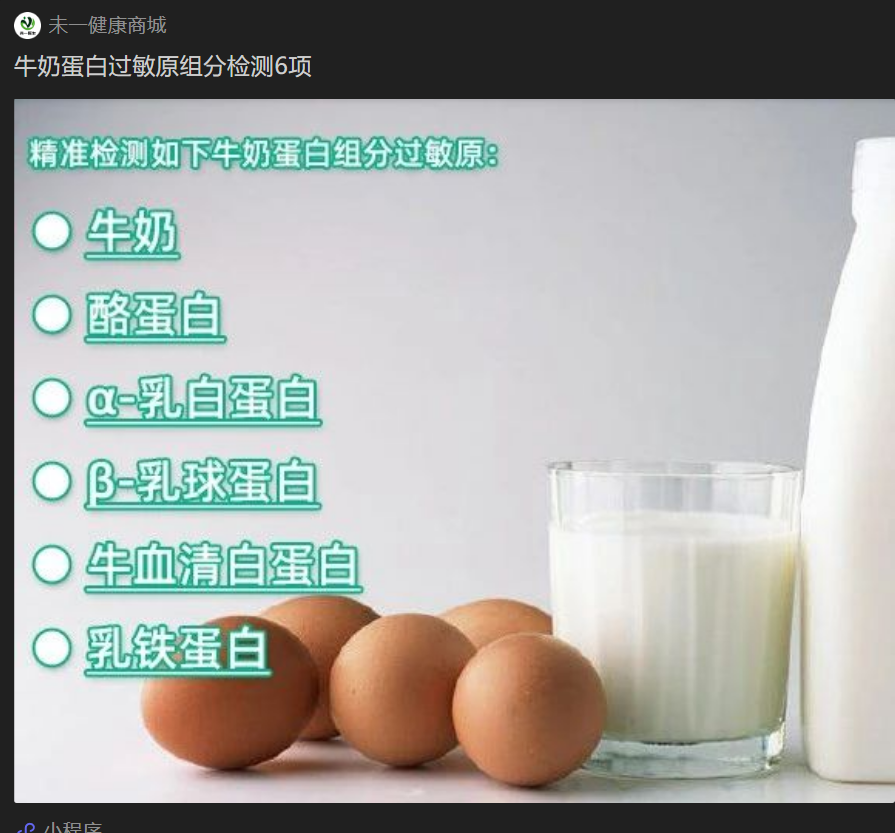 未一健康商城
牛奶蛋白过敏原组分检测6项
精准检测如下牛奶蛋白组分过敏原:
牛奶
酪蛋白
α-乳白蛋白
β-乳球蛋白
牛血清白蛋白
乳铁蛋白
小程序